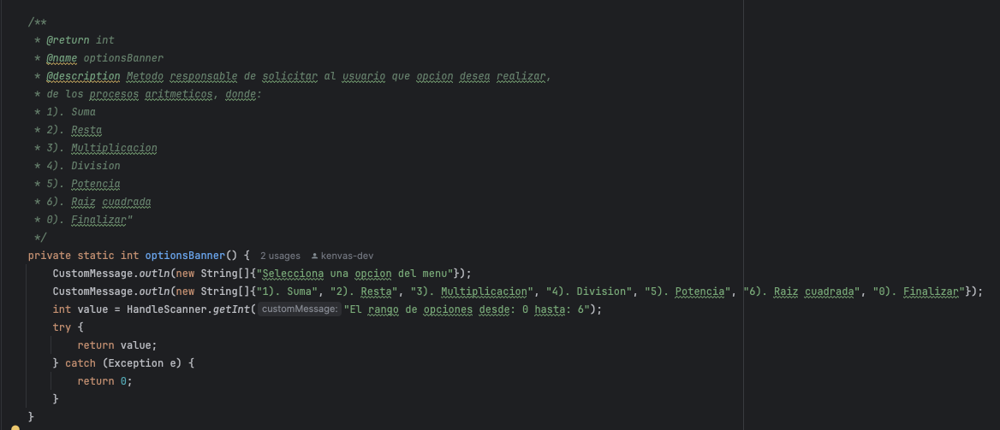 /**
* @return int
* @name optionsBanner
* @description Metodo responsable de solicitar al usuario que opcion desea realizar,
* de los procesos aritmeticos, donde:
* 1). Suma
* 2). Resta
* 3). Multiplicacion
* 4). Division
* 5). Potencia
* 6). Raiz cuadrada
* 0). Finalizar"
*/
private static int optionsBanner() { 2 usages kenvas-dev
CustomMessage.outln(new String[]{"Selecciona una opcion del menu"});
CustomMessage.outln(new String[]{"1). Suma", "2). Resta", "3). Multiplicacion", "4). Division", "5). Potencia", "6). Raiz cuadrada", "0). Finalizar"});
int value = HandleScanner.getInt( customMessage: "El rango de opciones desde: 0 hasta: 6");
try {
return value;
} catch (Exception e) {
return 0;
}
}